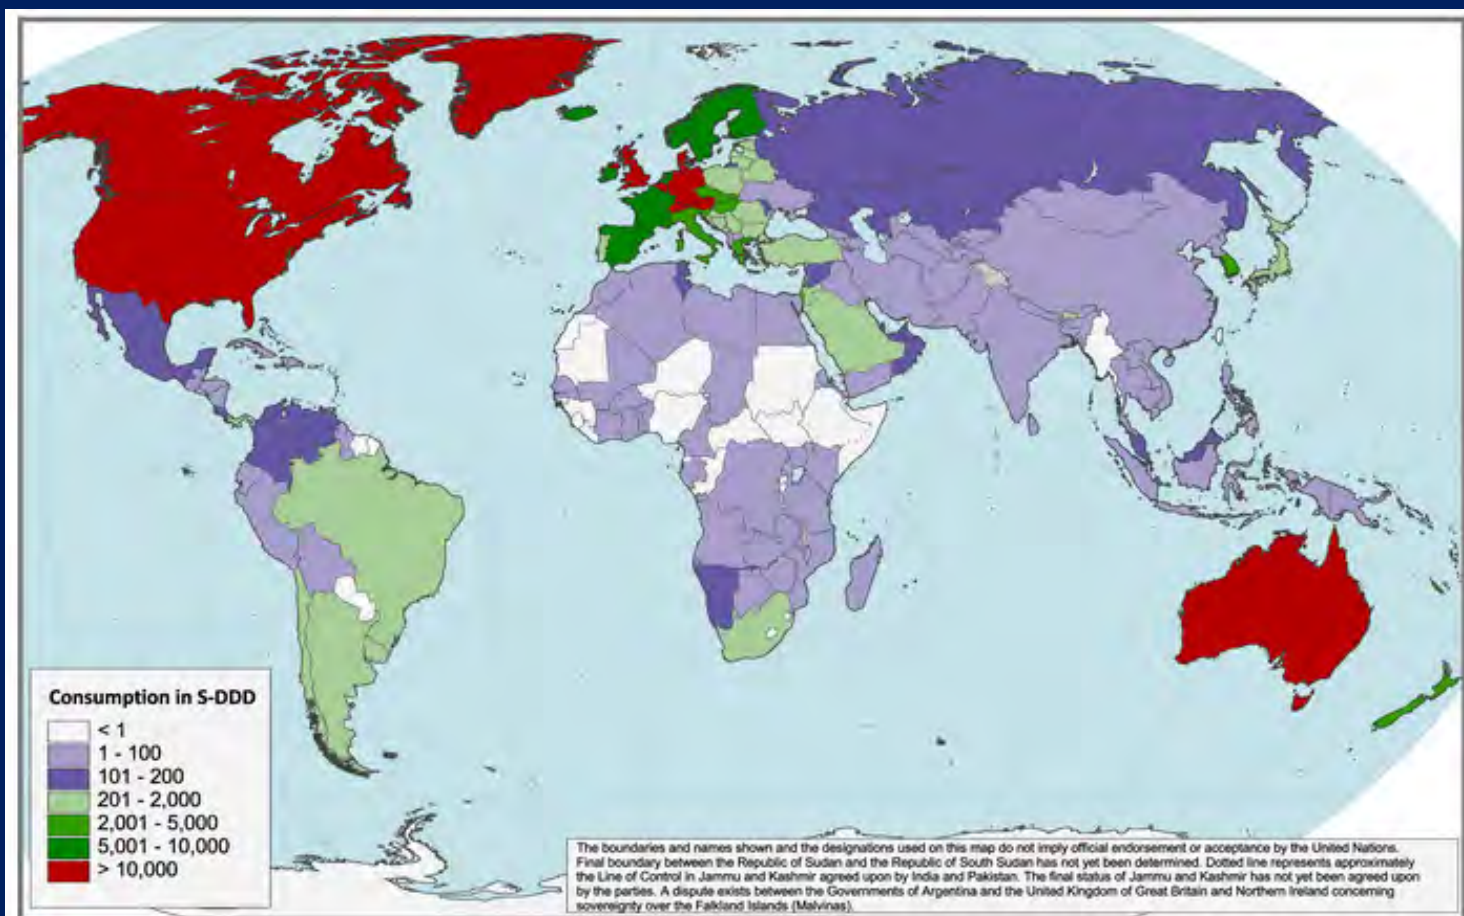 Consumption in S-DDD
< 1
1 - 100
101 - 200
201 - 2,000
2,001 - 5,000
5,001 - 10,000
> 10,000
The boundaries and names shown and the designations used on this map do not imply official endorsement or acceptance by the United Nations.
Final boundary between the Republic of Sudan and the Republic of South Sudan has not yet been determined. Dotted line represents approximately
the Line of Control in Jammu and Kashmir agreed upon by India and Pakistan. The final status of Jammu and Kashmir has not yet been agreed upon
by the parties. A dispute exists between the Governments of Argentina and the United Kingdom of Great Britain and Northern Ireland concerning
sovereignty over the Falkland Islands (Malvinas).